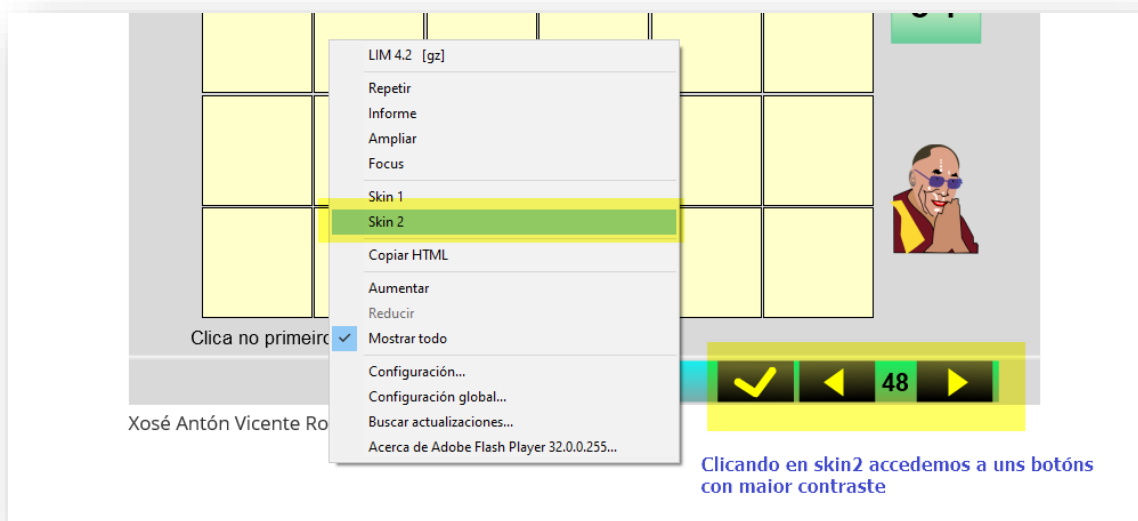 LIM 4.2 [gz]
Repetir
Informe
Ampliar
Focus
Skin 1
Skin 2
Copiar HTML
Aumentar
Reducir
Mostrar todo
Configuración...
Configuración global...
Buscar actualizaciones...
Acerca de Adobe Flash Player 32.0.0.255...
Clica no primeiro
48
Xosé Antón Vicente Ro
Clicando en skin2 accedemos a uns botóns
con maior contraste